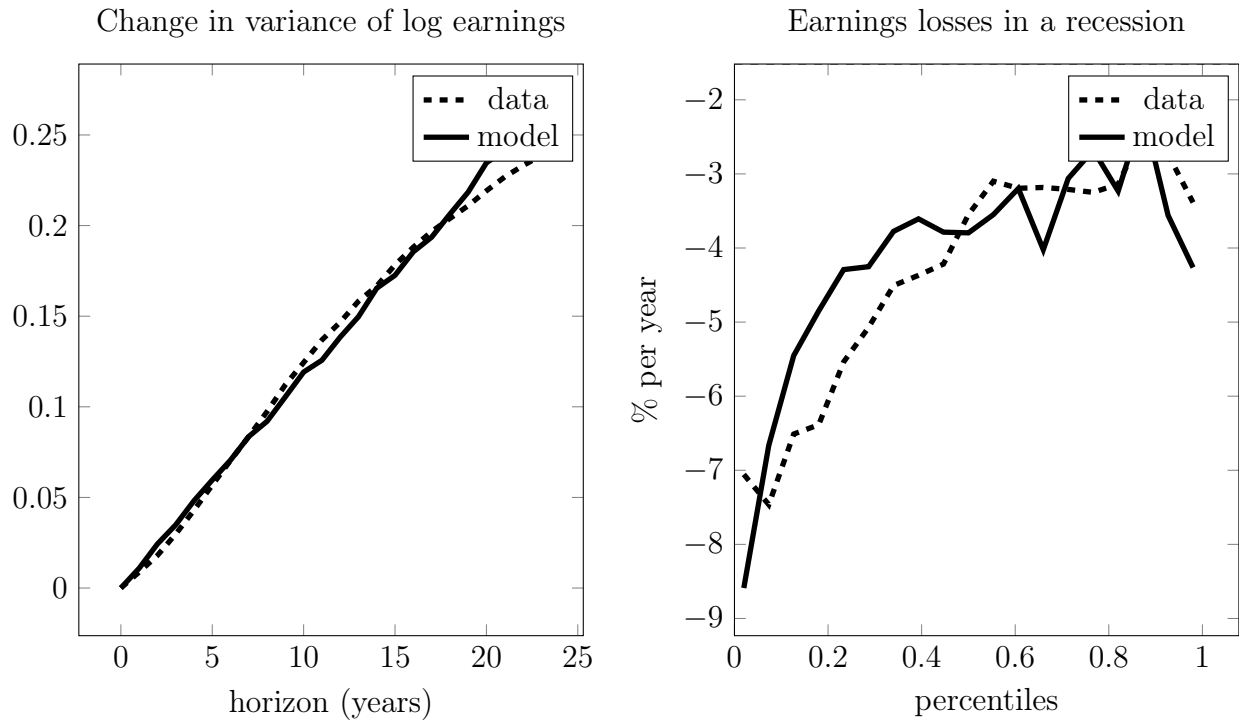 Change in variance of log earnings
data
model
0.25
0.2
0.15
0.1
0.05
0
0 5 10 15 20 25
horizon (years)
Earnings losses in a recession
data
model
−2
−3
−4
−5
−6
−7
−8
−9
% per year
0 0.2 0.4 0.6 0.8 1
percentiles